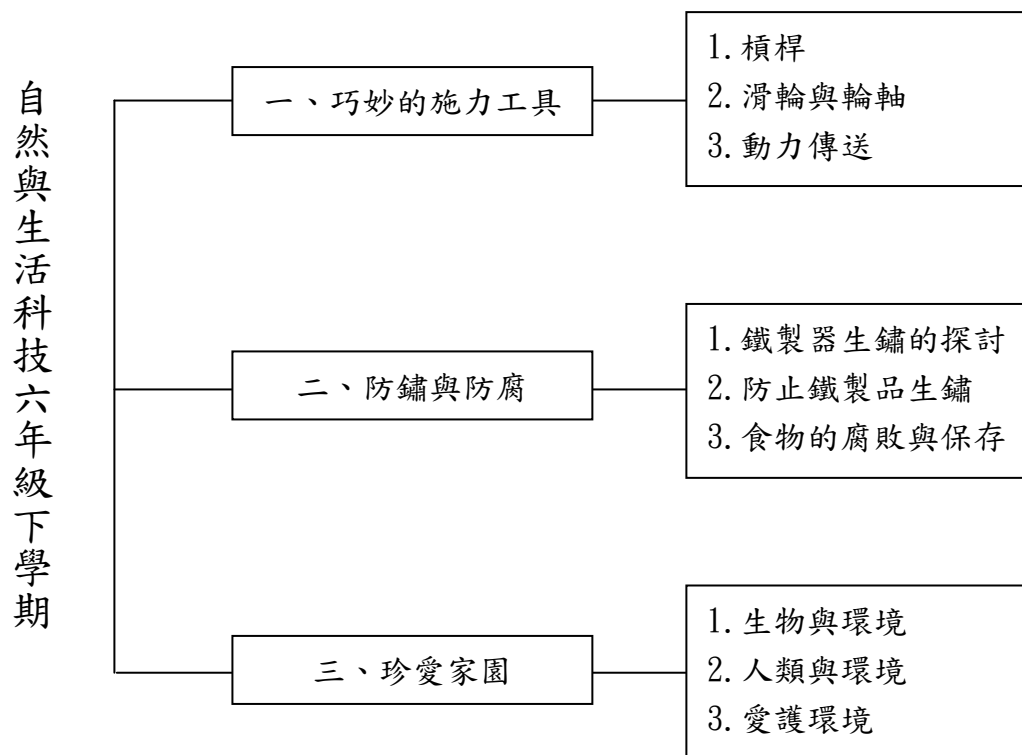 自然與生活科技六年級下學期
一、巧妙的施力工具
1.槓桿
2.滑輪與輪軸
3.動力傳送
二、防鏽與防腐
1.鐵製器生鏽的探討
2.防止鐵製品生鏽
3.食物的腐敗與保存
三、珍愛家園
1.生物與環境
2.人類與環境
3.愛護環境